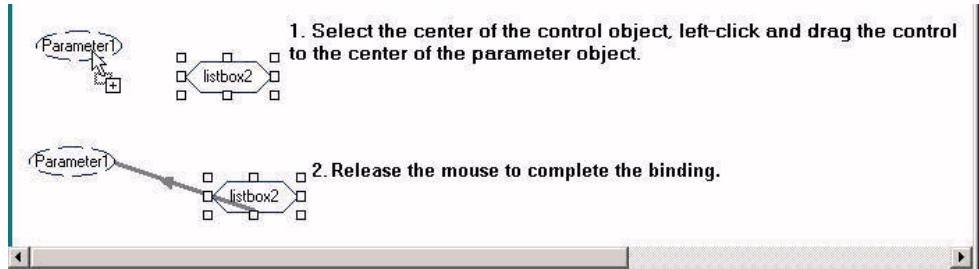 1. Select the center of the control object, left-click and drag the control
to the center of the parameter object.
Parameter1
listbox2
2. Release the mouse to complete the binding.
Parameter1
listbox2